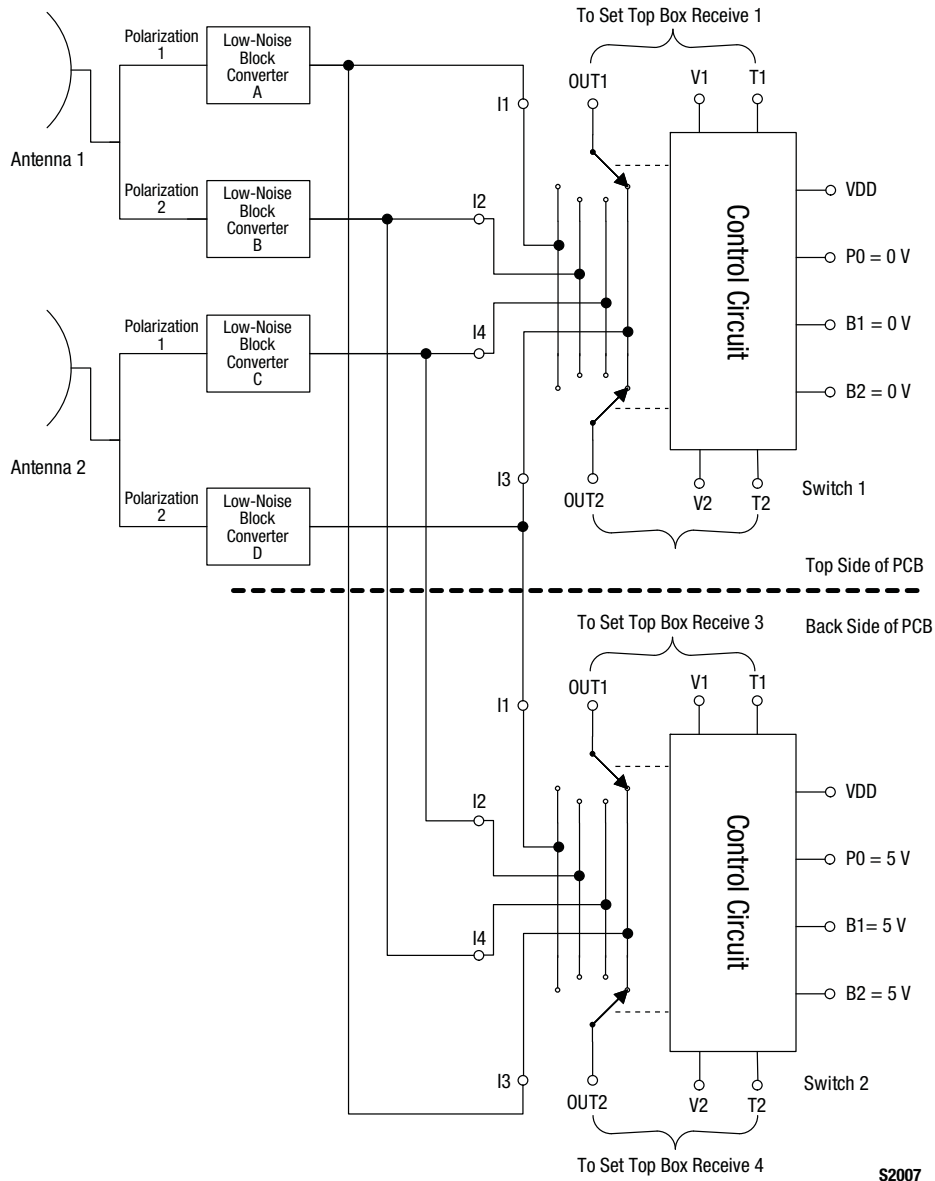 To Set Top Box Receive 1
Polarization
1
Low-Noise
Block
Converter
A
OUT1
V1
T1
I1
Antenna 1
Polarization
2
Low-Noise
Block
Converter
B
I2
VDD
P0 = 0 V
Control Circuit
Polarization
1
Low-Noise
Block
Converter
C
I4
B1 = 0 V
B2 = 0 V
Antenna 2
Polarization
2
Low-Noise
Block
Converter
D
I3
OUT2
V2
T2
Switch 1
Top Side of PCB
To Set Top Box Receive 3
Back Side of PCB
OUT1
V1
T1
I1
VDD
I2
P0 = 5 V
Control Circuit
B1= 5 V
I4
B2 = 5 V
I3
OUT2
V2
T2
Switch 2
To Set Top Box Receive 4
S2007